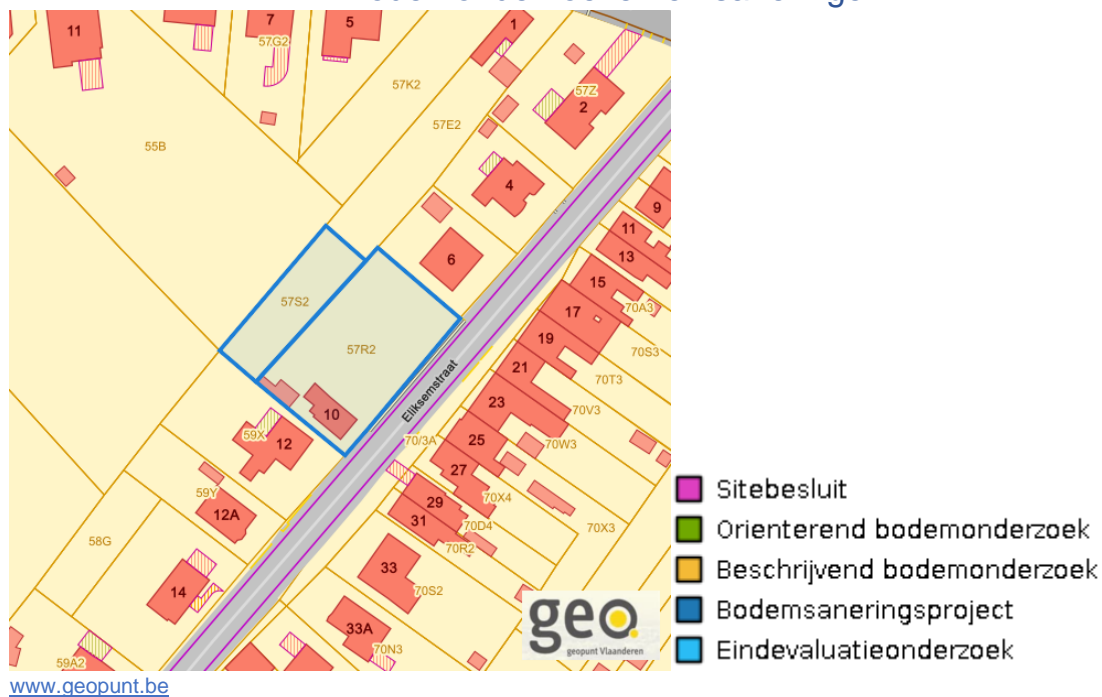 11
7
57G2
5
1
57K2
57Z
2
57E2
55B
4
9
11
13
6
15
70A3
57S2
17
19
70S3
57R2
21
70T3
Eliksemstraat
23
70V3
10
59X
12
70/3A
25
70W3
27
59Y
70X4
12A
29
31
70D4
70X3
58G
70R2
33
70S2
14
33A
70N3
59A2
geo.
geopunt Vlaanderen
Sitebesluit
Orienterend bodemonderzoek
Beschrijvend bodemonderzoek
Bodemsaneringsproject
Eindevaluatieonderzoek
www.geopunt.be